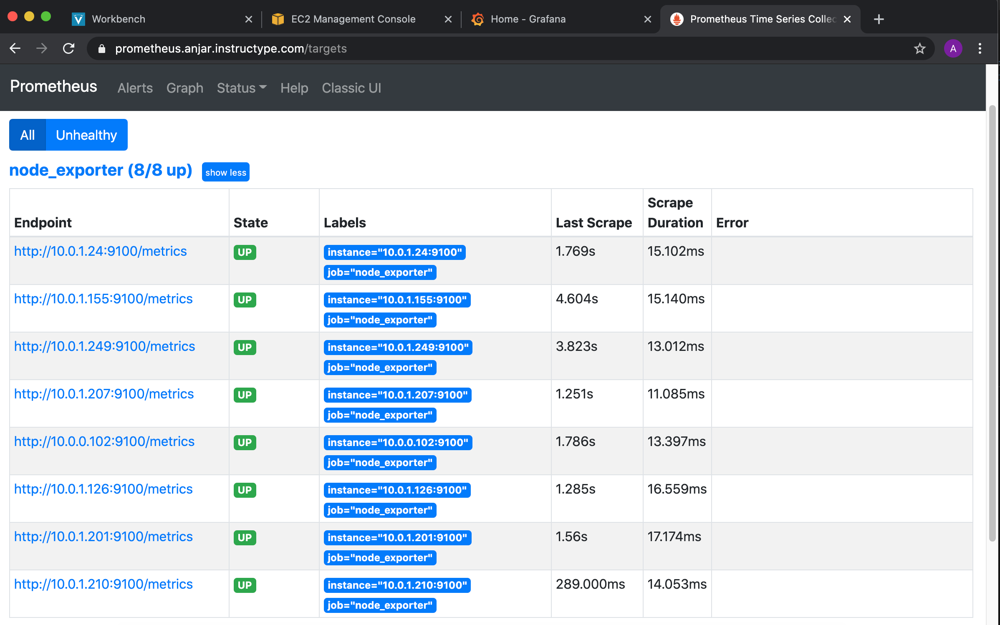 Workbench
EC2 Management Console
Home - Grafana
Prometheus Time Series Collec
prometheus.anjar.instructype.com/targets
A
Prometheus Alerts Graph Status Help Classic UI
All Unhealthy
node_exporter (8/8 up) show less
Endpoint State Labels Last Scrape Scrape Duration Error
http://10.0.1.24:9100/metrics UP instance="10.0.1.24:9100" 1.769s 15.102ms
job="node_exporter"
http://10.0.1.155:9100/metrics UP instance="10.0.1.155:9100" 4.604s 15.140ms
job="node_exporter"
http://10.0.1.249:9100/metrics UP instance="10.0.1.249:9100" 3.823s 13.012ms
job="node_exporter"
http://10.0.1.207:9100/metrics UP instance="10.0.1.207:9100" 1.251s 11.085ms
job="node_exporter"
http://10.0.0.102:9100/metrics UP instance="10.0.0.102:9100" 1.786s 13.397ms
job="node_exporter"
http://10.0.1.126:9100/metrics UP instance="10.0.1.126:9100" 1.285s 16.559ms
job="node_exporter"
http://10.0.1.201:9100/metrics UP instance="10.0.1.201:9100" 1.56s 17.174ms
job="node_exporter"
http://10.0.1.210:9100/metrics UP instance="10.0.1.210:9100" 289.000ms 14.053ms
job="node_exporter"